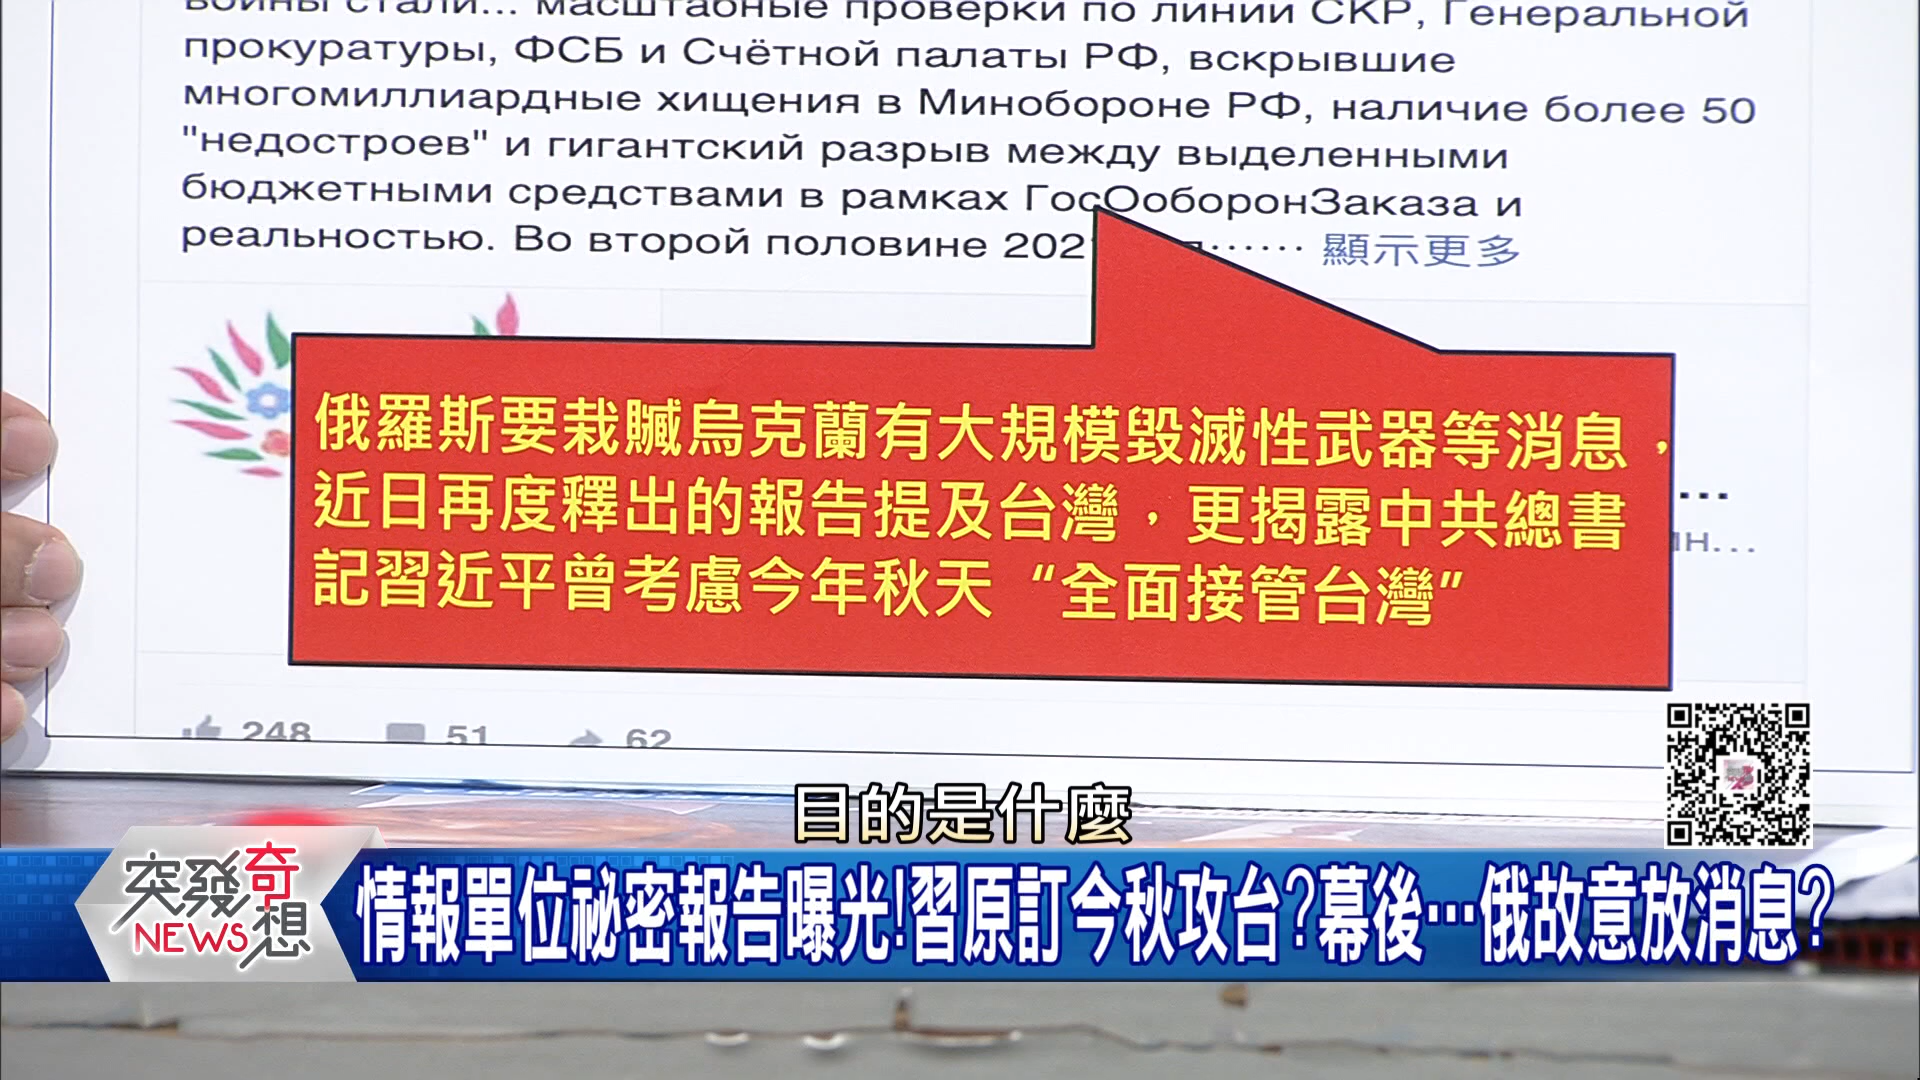 войны стали... масштабные проверки по линии СКР, Генеральной
прокуратуры, ФСБ и Счётной палаты РФ, вскрывшие
многомиллиардные хищения в Минобороне РФ, наличие более 50
"недостроев" и гигантский разрыв между выделенными
бюджетными средствами в рамках ГосОоборонЗаказа и
реальностью. Во второй половине 202 ...... 顯示更多
俄羅斯要栽贓烏克蘭有大規模毀滅性武器等消息，
近日再度釋出的報告提及台灣，更揭露中共總書
記習近平曾考慮今年秋天“全面接管台灣”
248 51 62
目的是什麼
突發奇想
NEWS
情報單位祕密報告曝光!習原訂今秋攻台?幕後…俄故意放消息?